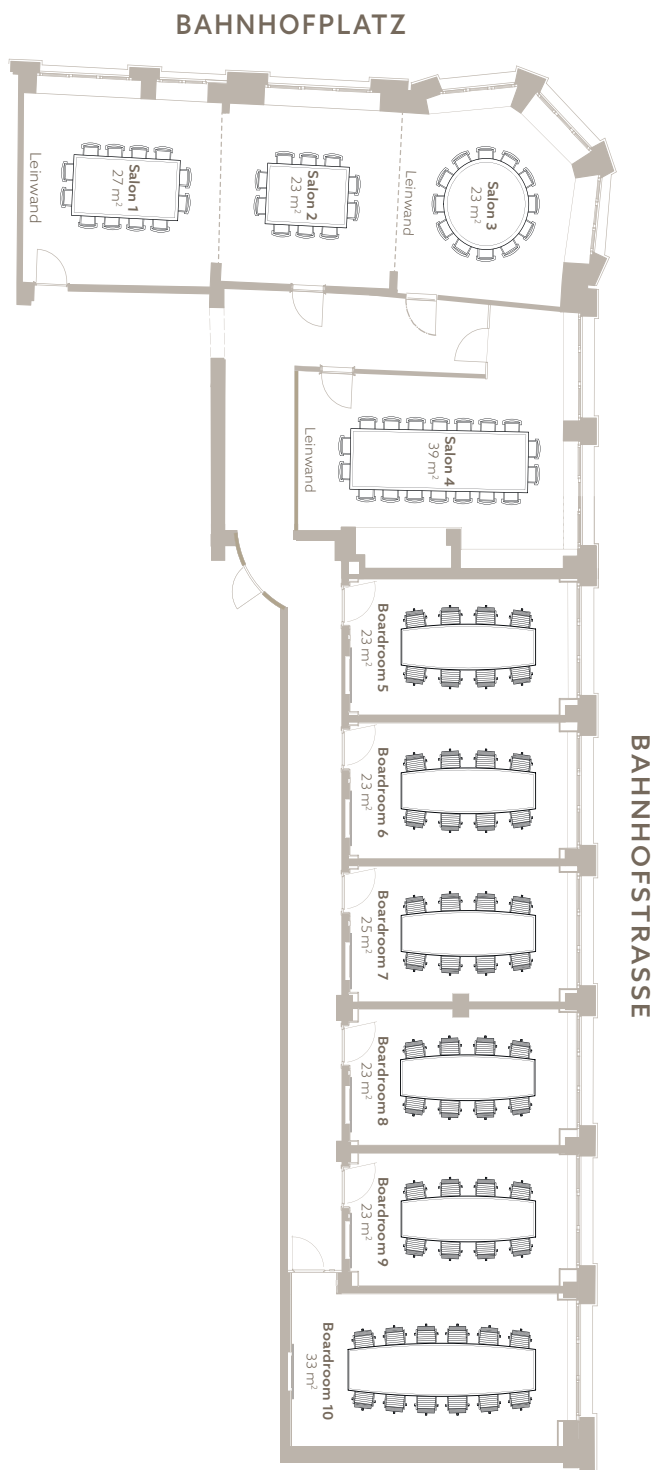 BAHNHOFPLATZ
Leinwand
Salon 1
27 m²
Salon 2
23 m²
Leinwand
Salon 3
23 m²
Leinwand
Salon 4
39 m²
Boardroom 5
23 m²
Boardroom 6
23 m²
BAHNHOFSTRASSE
Boardroom 7
25 m²
Boardroom 8
23 m²
Boardroom 9
23 m²
Boardroom 10
33 m²